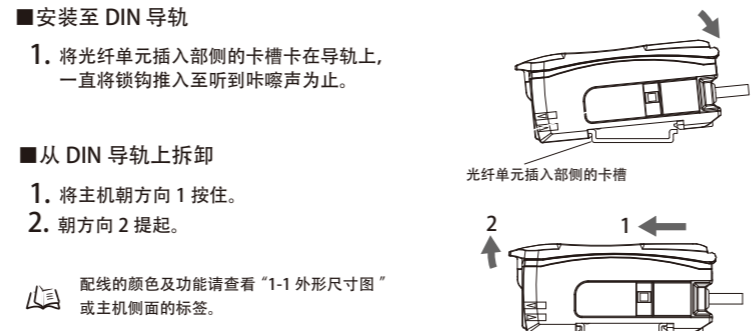 ■安装至 DIN 导轨
1. 将光纤单元插入部侧的卡槽卡在导轨上，
一直将锁钩推入至听到咔嚓声为止。
光纤单元插入部侧的卡槽
■从 DIN 导轨上拆卸
1. 将主机朝方向 1 按住。
2. 朝方向 2 提起。
2
1
配线的颜色及功能请查看“1-1 外形尺寸图”
或主机侧面的标签。